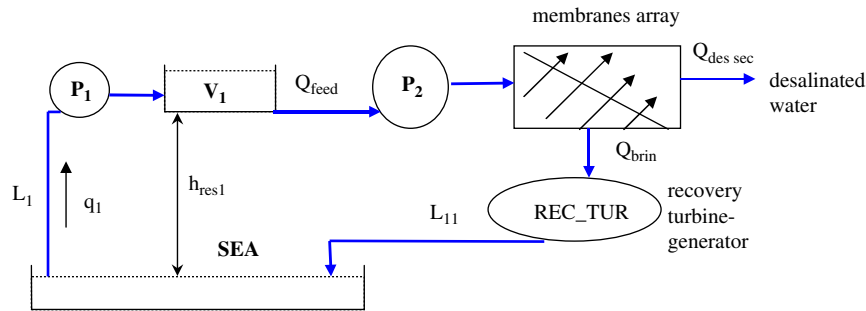 membranes array
P1
V1
Qfeed
P2
Qdes sec
desalinated
water
Qbrin
L1
q1
hres1
L11
REC_TUR
recovery
turbine-
generator
SEA